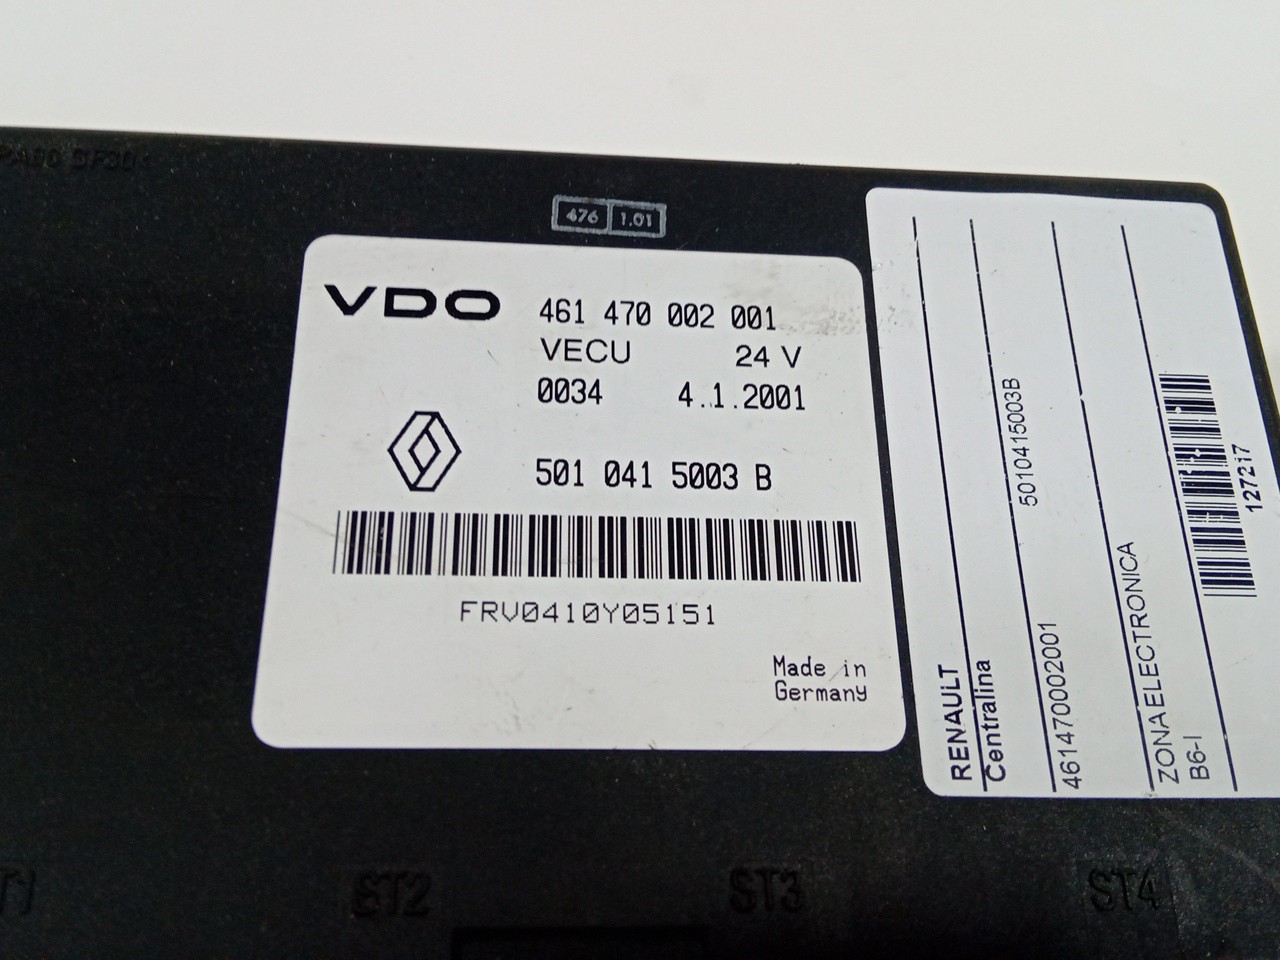 476 1.01
VDO
461 470 002 001
VECU 24 V
0034 4.1.2001
501 041 5003 B
FRV0410Y05151
Made in
Germany
RENAULT
Centralina
5010415003B
461470002001
ZONA ELECTRONICA
B6-I
127217
ST2
ST3
ST4